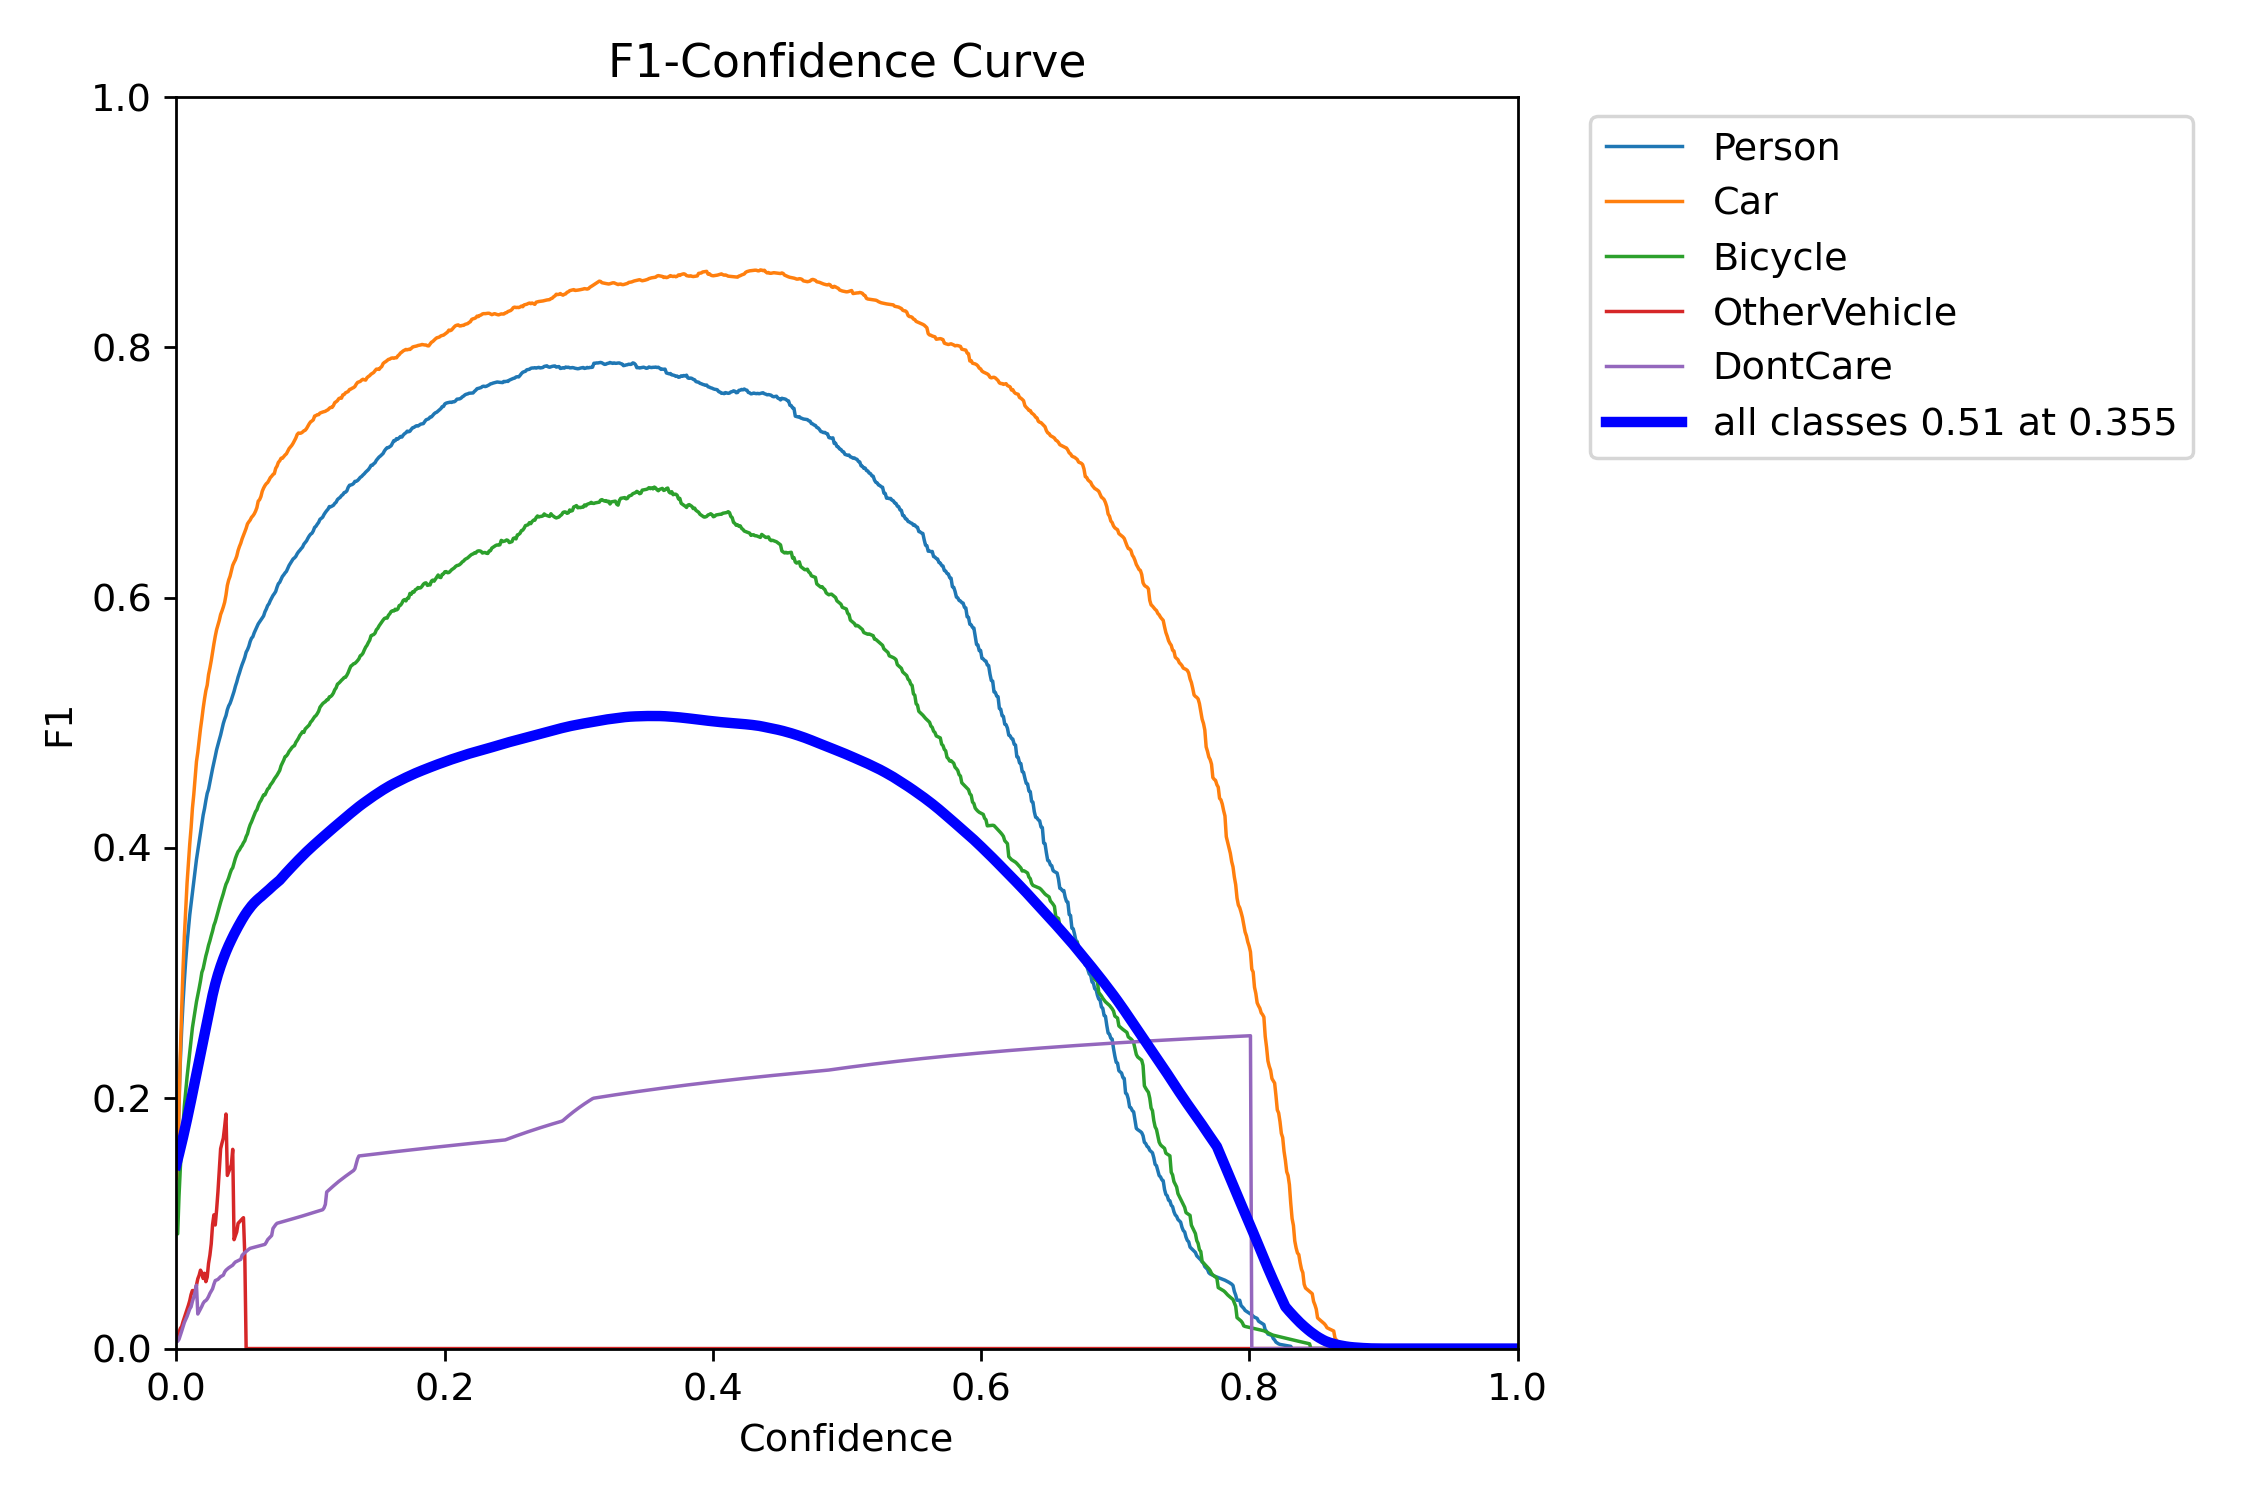 F1-Confidence Curve
1.0
0.8
0.6
0.4
0.2
0.0
F1
0.0 0.2 0.4 0.6 0.8 1.0
Confidence
Person
Car
Bicycle
OtherVehicle
DontCare
all classes 0.51 at 0.355